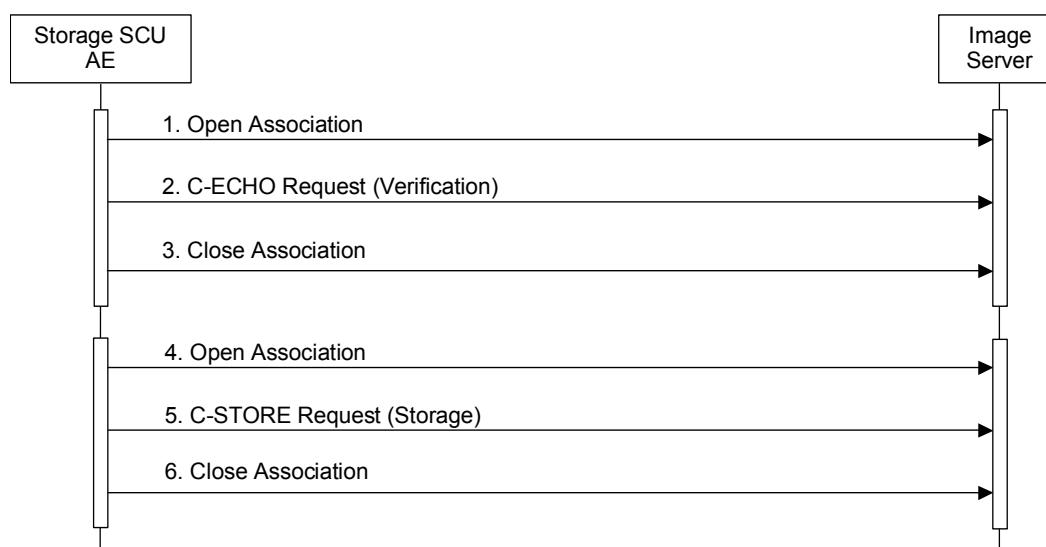 Storage SCU
AE
Image
Server
1. Open Association
2. C-ECHO Request (Verification)
3. Close Association
4. Open Association
5. C-STORE Request (Storage)
6. Close Association